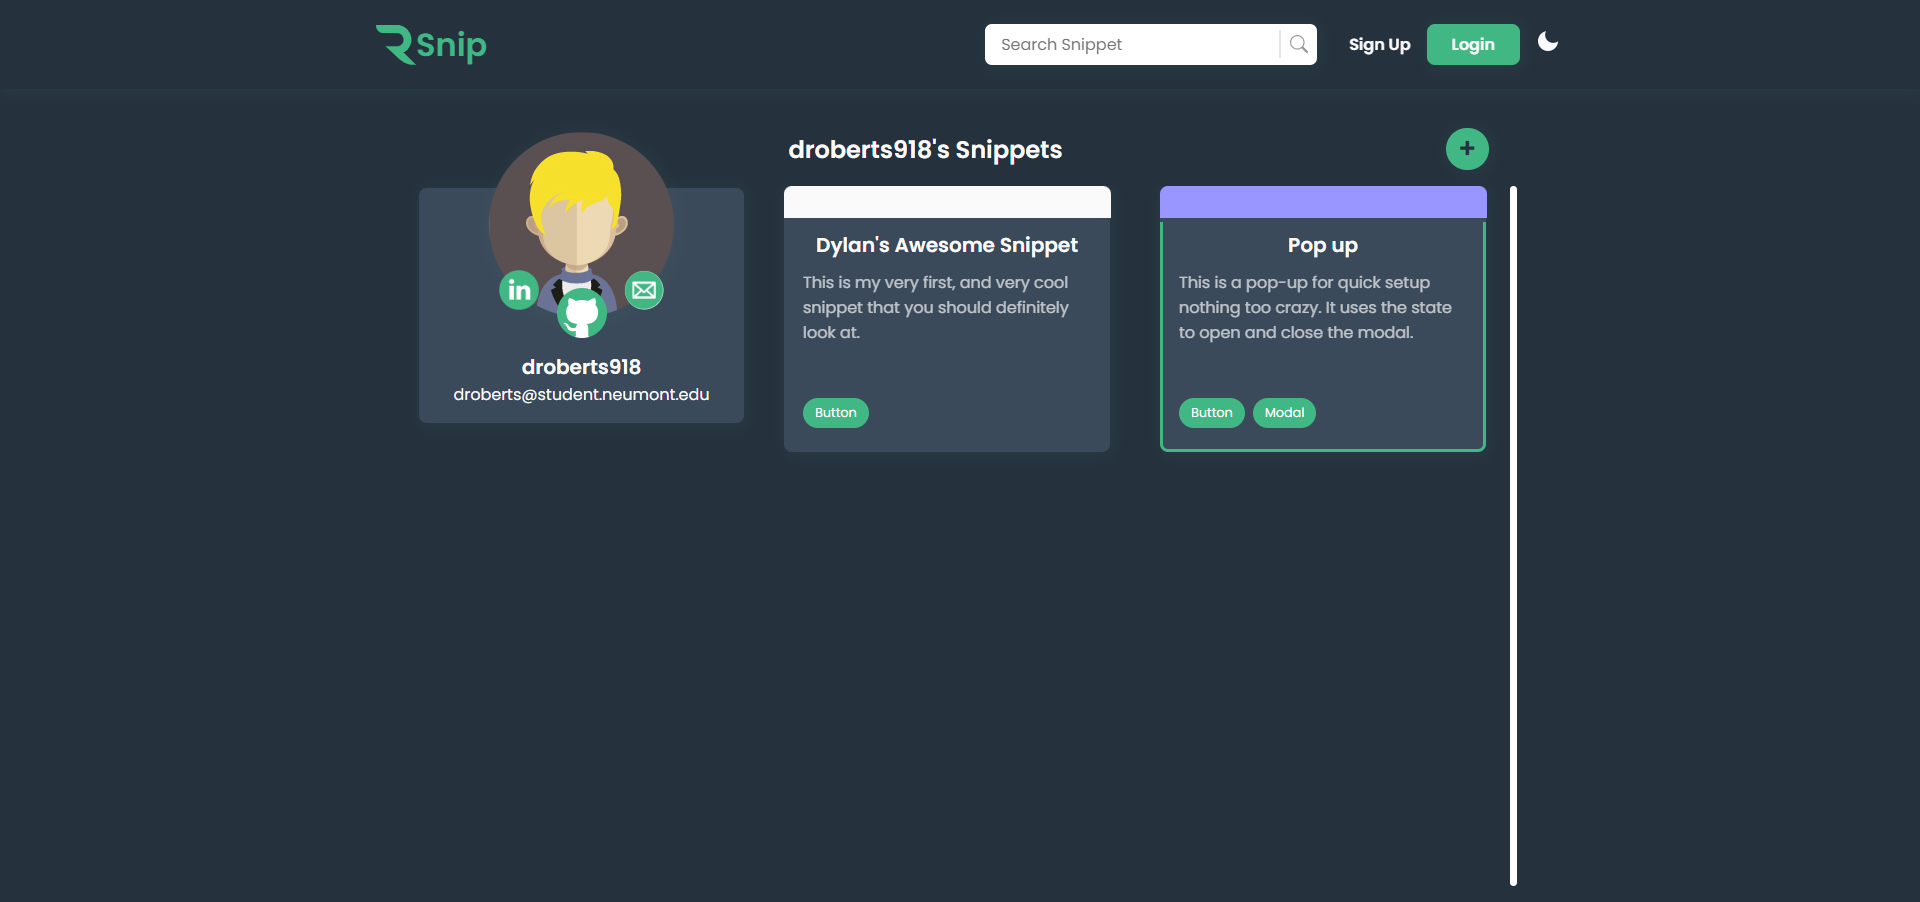 Snip
Search Snippet
Sign Up
Login
droberts918's Snippets
+
in
droberts918
droberts@student.neumont.edu
Dylan's Awesome Snippet
This is my very first, and very cool
snippet that you should definitely
look at.
Button
Pop up
This is a pop-up for quick setup
nothing too crazy. It uses the state
to open and close the modal.
Button
Modal